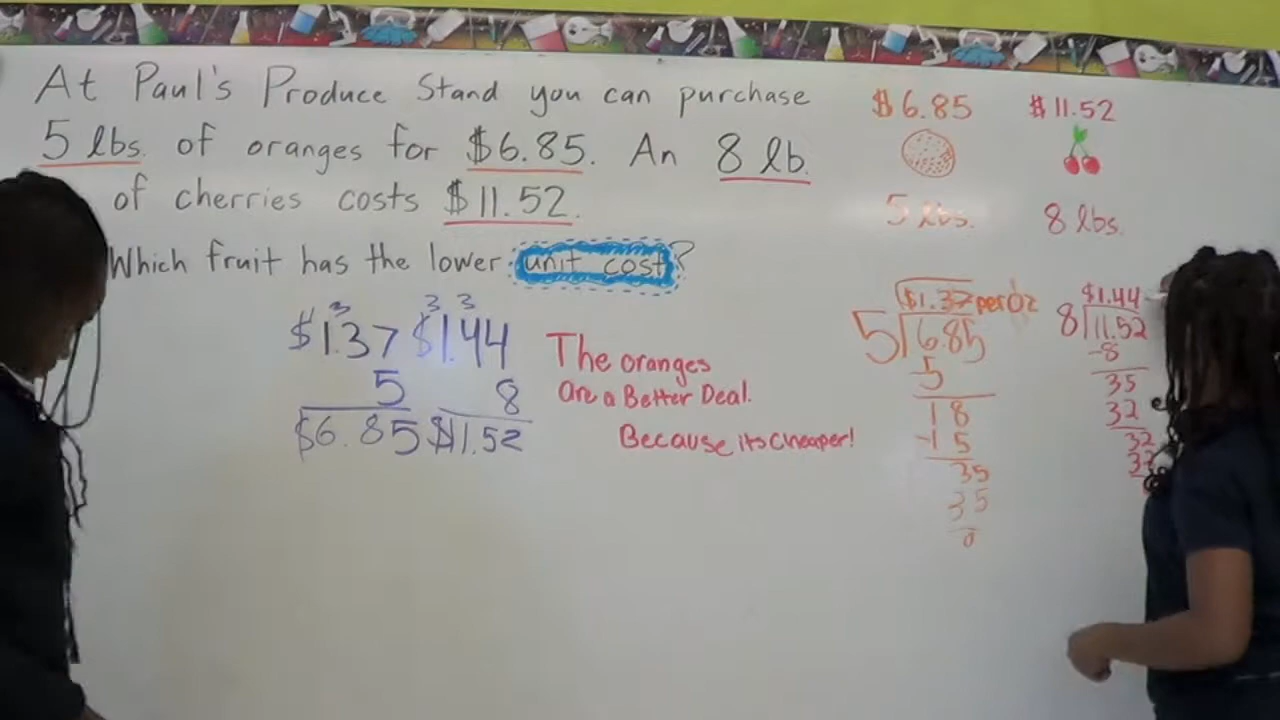 At Paul's Produce Stand you can purchase
5 lbs. of oranges for $6.85. An 8 lb.
of cherries costs $11.52.
Which fruit has the lower unit cost?
$6.85 $11.52
5 lbs. 8 lbs.
3
$1.37
5
$6.85
3 3
$1.44
8
$11.52
The oranges
Are a Better Deal.
Because its Cheaper!
$1.37 per Oz
5 6.85
5
18
-15
35
35
0
$1.44
8 11.52
-8
35
32
32